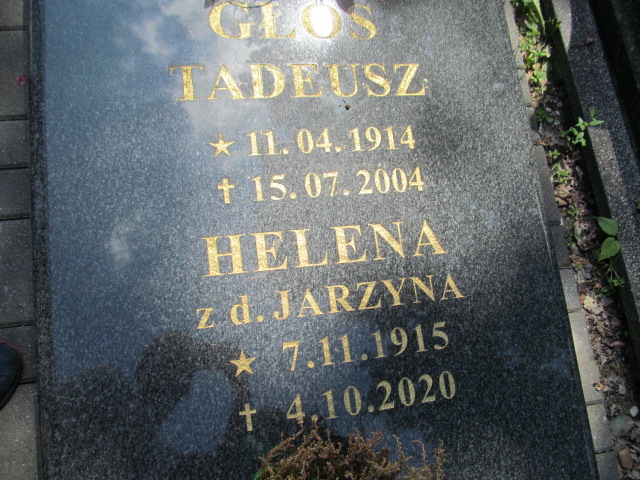 GŁOS
TADEUSZ
★ 11.04.1914
✝ 15.07.2004
HELENA
z d. JARZYNA
★ 7.11.1915
✝ 4.10.2020